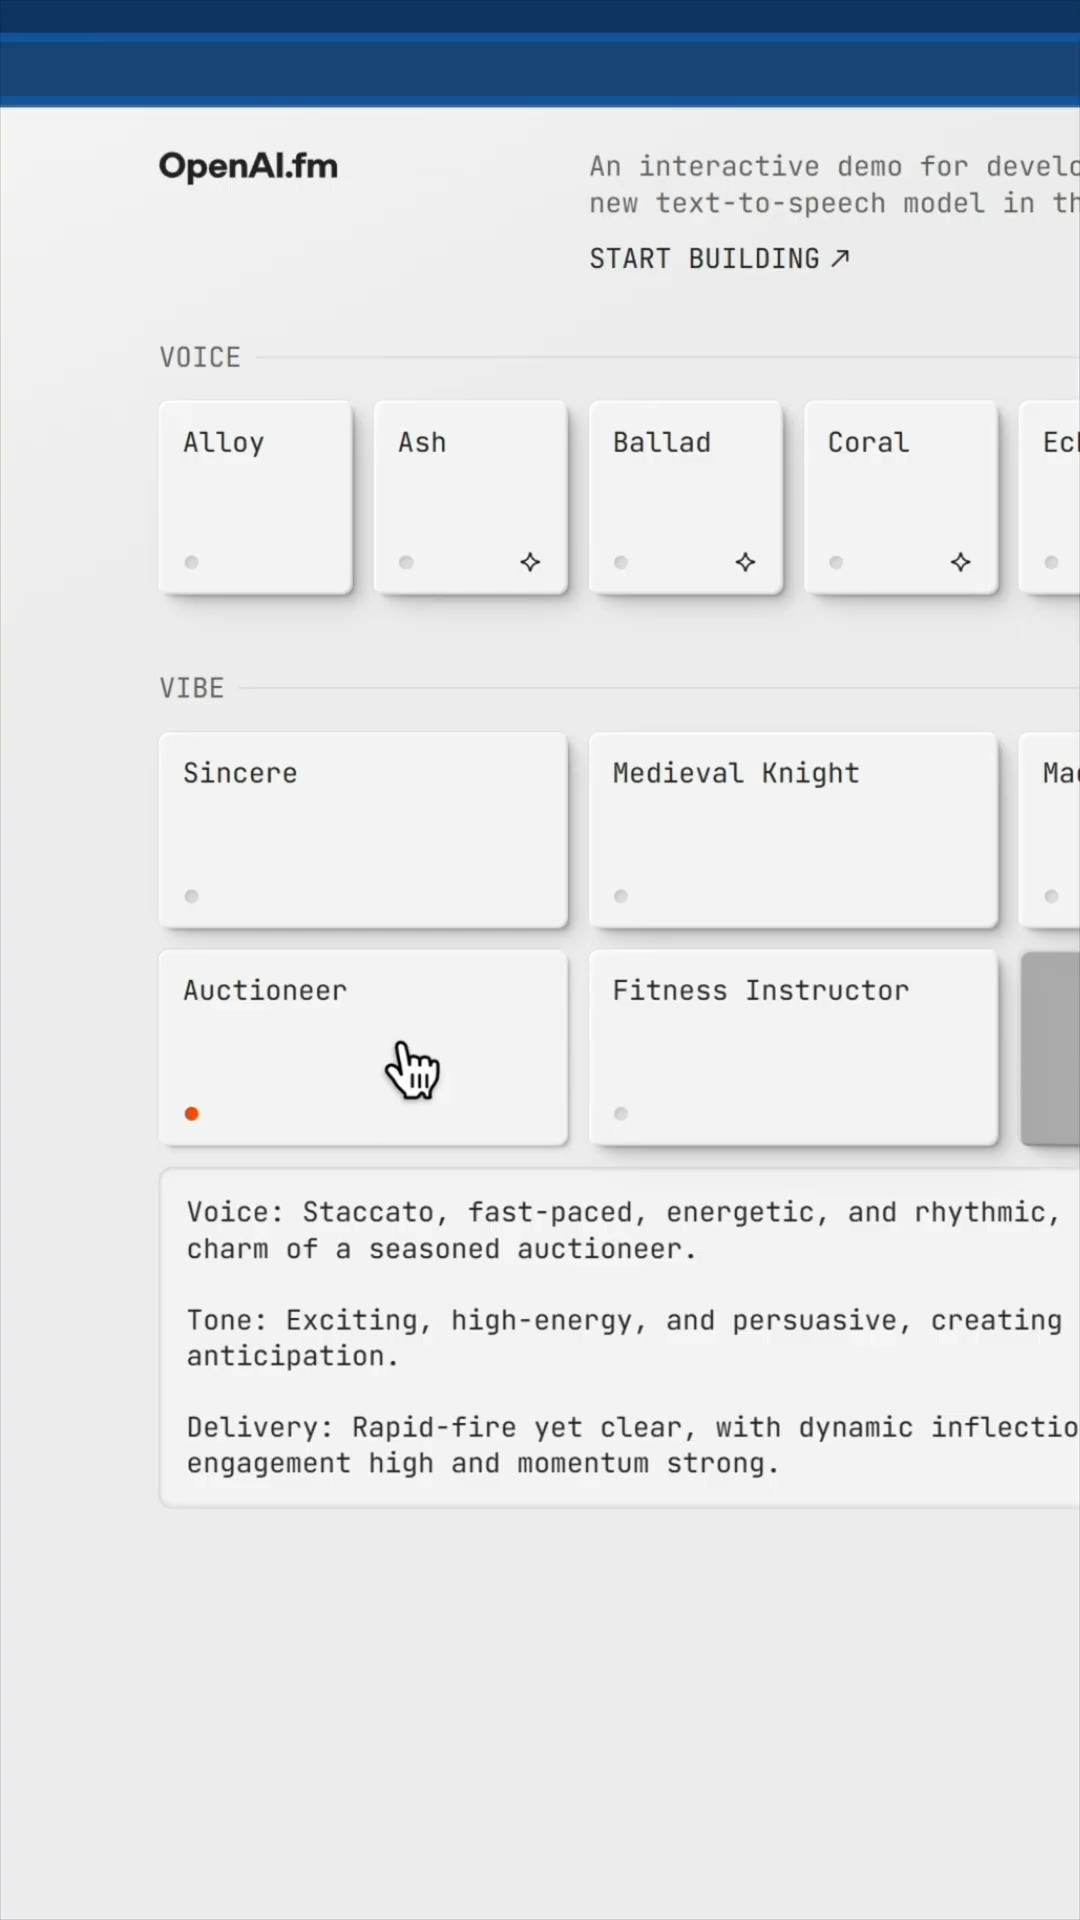 OpenAI.fm
An interactive demo for
new text-to-speech model in
START BUILDING ↗
VOICE
Alloy
Ash
Ballad
Coral
VIBE
Sincere
Medieval Knight
Auctioneer
Fitness Instructor
Voice: Staccato, fast-paced, energetic, and rhythmic,
charm of a seasoned auctioneer.
Tone: Exciting, high-energy, and persuasive, creating
anticipation.
Delivery: Rapid-fire yet clear, with dynamic
engagement high and momentum strong.